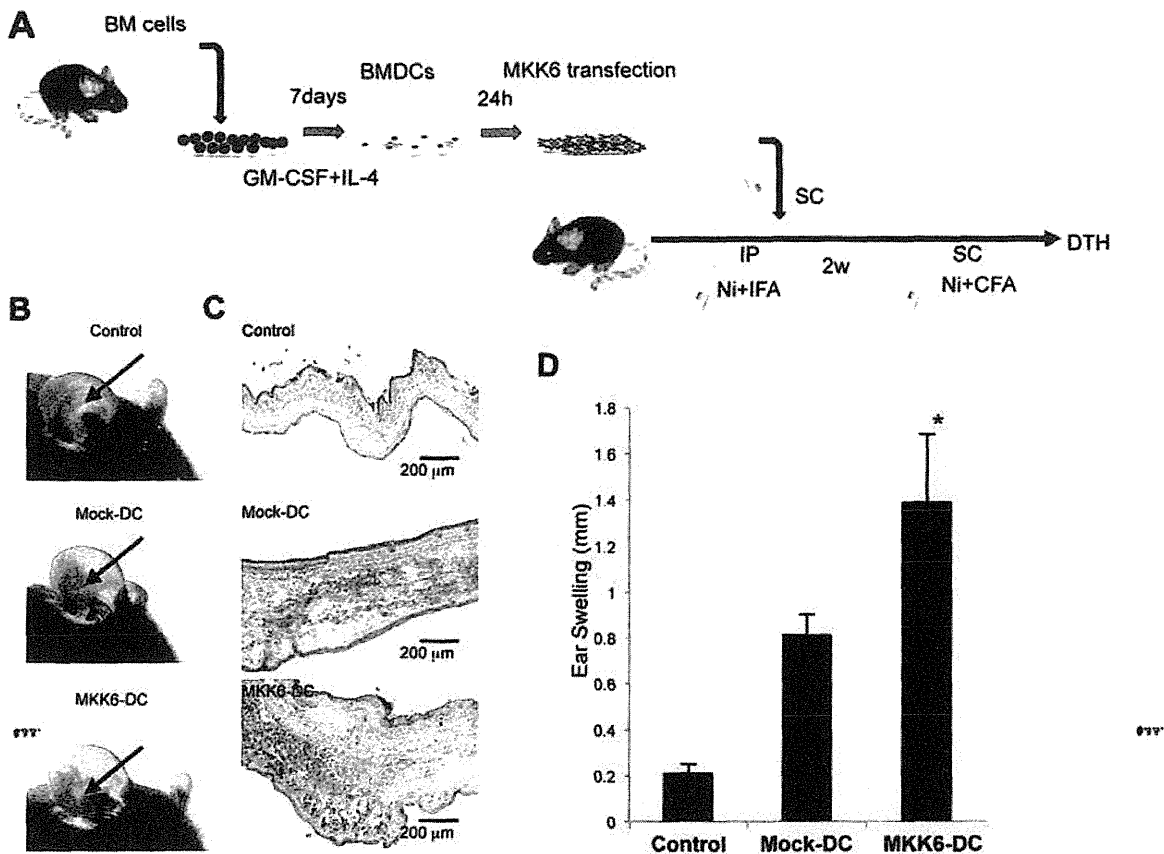 A
BM cells
7days
BMDCs
24h
MKK6 transfection
GM-CSF+IL-4
SC
IP
2w
SC
DTH
Ni+IFA
Ni+CFA
B
Control
Mock-DC
MKK6-DC
C
Control
200 μm
Mock-DC
200 μm
MKK6-DC
200 μm
D
Ear Swelling (mm)
1.8
1.6
1.4
1.2
1
0.8
0.6
0.4
0.2
0
*
Control
Mock-DC
MKK6-DC